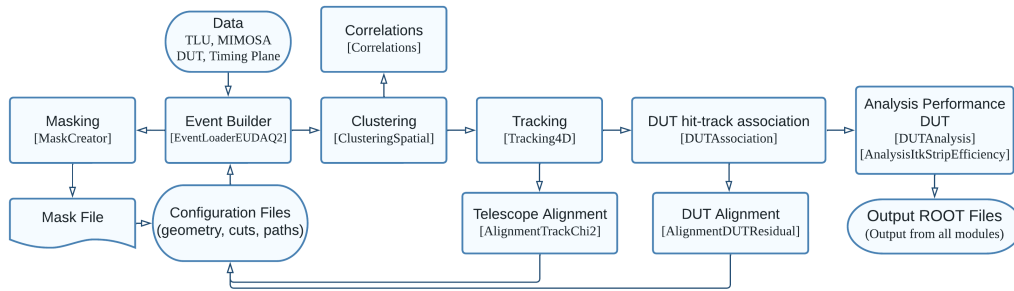 Data
TLU, MIMOSA
DUT, Timing Plane
Correlations
[Correlations]
Masking
[MaskCreator]
Event Builder
[EventLoaderEUDAQ2]
Clustering
[ClusteringSpatial]
Tracking
[Tracking4D]
DUT hit-track association
[DUTAssociation]
Analysis Performance
DUT
[DUTAnalysis]
[AnalysisItkStripEfficiency]
Mask File
Configuration Files
(geometry, cuts, paths)
Telescope Alignment
[AlignmentTrackChi2]
DUT Alignment
[AlignmentDUTResidual]
Output ROOT Files
(Output from all modules)